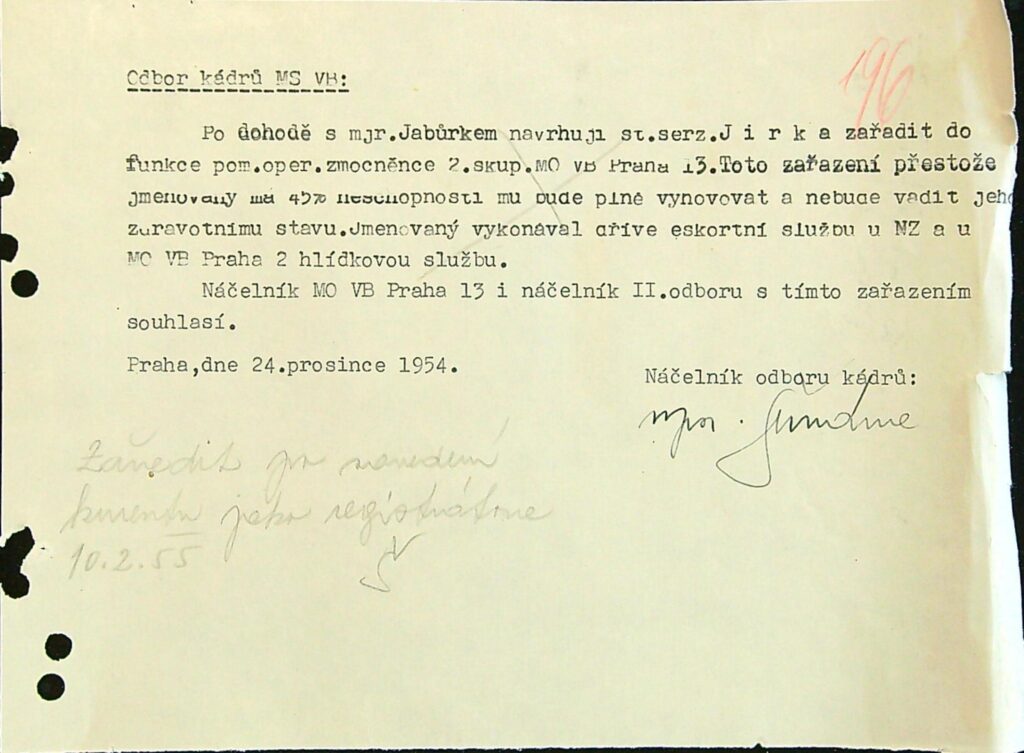 196
Odbor kádrů MS VB:
Po dohodě s mjr.Jabůrkem navrhuji st.serz.J i r k a zařadit do
funkce pom.oper.zmocněnce 2.skup.MO VB Praha 13.Toto zařazení přestože
jmenovaný má 45% neschopnosti mu bude plně vyhovovat a nebude vadit jeho
zdravotnímu stavu.Jmenovaný vykonával dříve eskortní službu u NZ a u
MO VB Praha 2 hlídkovou službu.
Náčelník MO VB Praha 13 i náčelník II.odboru s tímto zařazením
souhlasí.
Praha,dne 24.prosince 1954.
Náčelník odboru kádrů:
jako registrátora
10.2.55